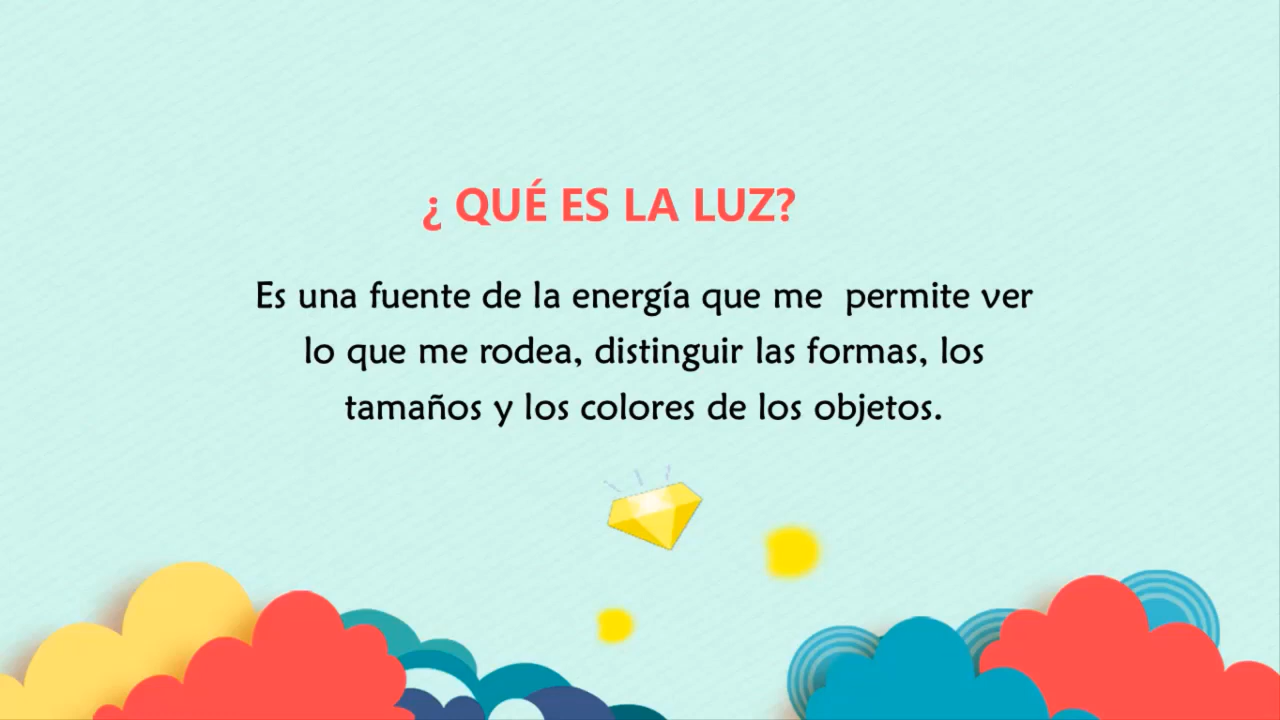 ¿ QUÉ ES LA LUZ?
Es una fuente de la energía que me  permite ver
lo que me rodea, distinguir las formas, los
tamaños y los colores de los objetos.